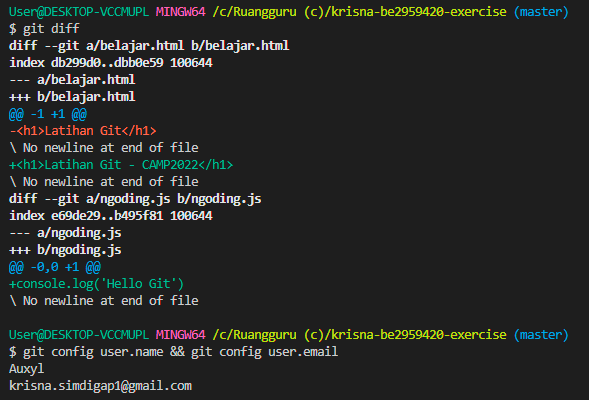 User@DESKTOP-VCCMUPL MINGW64 /c/Ruangguru (c)/krisna-be2959420-exercise (master)
$ git diff
diff --git a/belajar.html b/belajar.html
index db299d0..dbb0e59 100644
--- a/belajar.html
+++ b/belajar.html
@@ -1 +1 @@
-<h1>Latihan Git</h1>
\ No newline at end of file
+<h1>Latihan Git - CAMP2022</h1>
\ No newline at end of file
diff --git a/ngoding.js b/ngoding.js
index e69de29..b495f81 100644
--- a/ngoding.js
+++ b/ngoding.js
@@ -0,0 +1 @@
+console.log('Hello Git')
\ No newline at end of file
User@DESKTOP-VCCMUPL MINGW64 /c/Ruangguru (c)/krisna-be2959420-exercise (master)
$ git config user.name && git config user.email
Auxyl
krisna.simdigap1@gmail.com